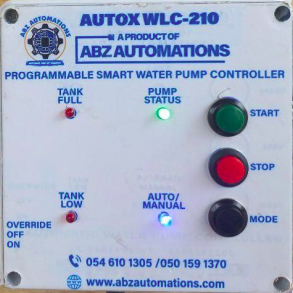 AUTOX WLC-210
A PRODUCT OF
ABZ AUTOMATIONS
ABZ AUTOMATIONS
PROGRAMMABLE SMART WATER PUMP CONTROLLER
TANK FULL
PUMP STATUS
START
STOP
TANK LOW
AUTO/ MANUAL
MODE
OVERRIDE
OFF
ON
054 610 1305 /050 159 1370
www.abzautomations.com